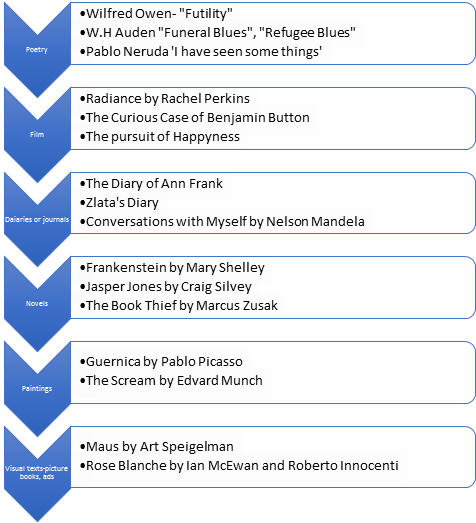 Poetry
•Wilfred Owen- "Futility"
•W.H Auden "Funeral Blues", "Refugee Blues"
•Pablo Neruda 'I have seen some things'
Film
•Radiance by Rachel Perkins
•The Curious Case of Benjamin Button
•The pursuit of Happyness
Daiaries or journals
•The Diary of Ann Frank
•Zlata's Diary
•Conversations with Myself by Nelson Mandela
Novels
•Frankenstein by Mary Shelley
•Jasper Jones by Craig Silvey
•The Book Thief by Marcus Zusak
Paintings
•Guernica by Pablo Picasso
•The Scream by Edvard Munch
Visual texts-picture
books, ads
•Maus by Art Speigelman
•Rose Blanche by Ian McEwan and Roberto Innocenti